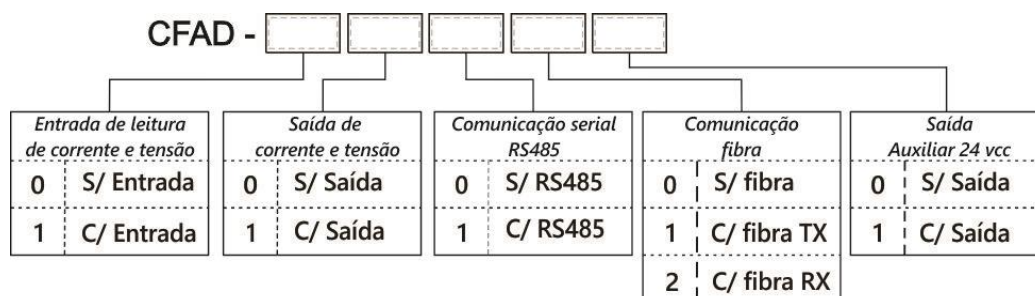 CFAD -
Entrada de leitura
de corrente e tensão
0 S/ Entrada
1 C/ Entrada
Saída de
corrente e tensão
0 S/ Saída
1 C/ Saída
Comunicação serial
RS485
0 S/ RS485
1 C/ RS485
Comunicação
fibra
0 S/ fibra
1 C/ fibra TX
2 C/ fibra RX
Saída
Auxiliar 24 vcc
0 S/ Saída
1 C/ Saída